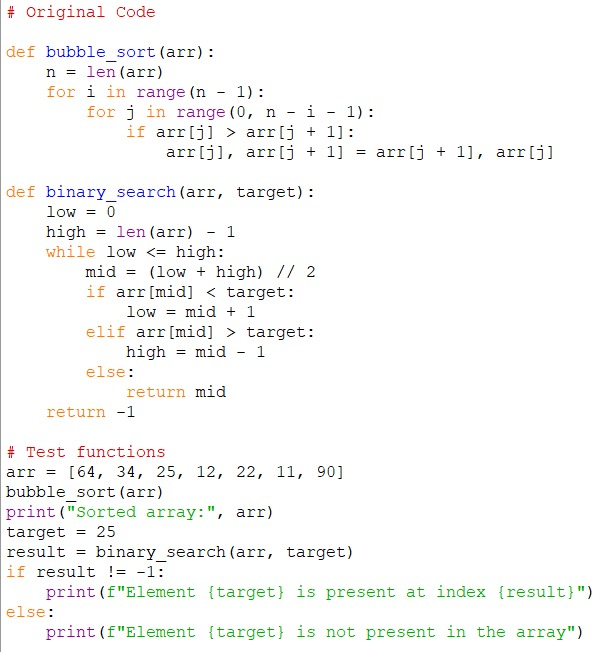 # Original Code

def bubble_sort(arr):
    n = len(arr)
    for i in range(n - 1):
        for j in range(0, n - i - 1):
            if arr[j] > arr[j + 1]:
                arr[j], arr[j + 1] = arr[j + 1], arr[j]

def binary_search(arr, target):
    low = 0
    high = len(arr) - 1
    while low <= high:
        mid = (low + high) // 2
        if arr[mid] < target:
            low = mid + 1
        elif arr[mid] > target:
            high = mid - 1
        else:
            return mid
    return -1

# Test functions
arr = [64, 34, 25, 12, 22, 11, 90]
bubble_sort(arr)
print("Sorted array:", arr)
target = 25
result = binary_search(arr, target)
if result != -1:
    print(f"Element {target} is present at index {result}")
else:
    print(f"Element {target} is not present in the array")